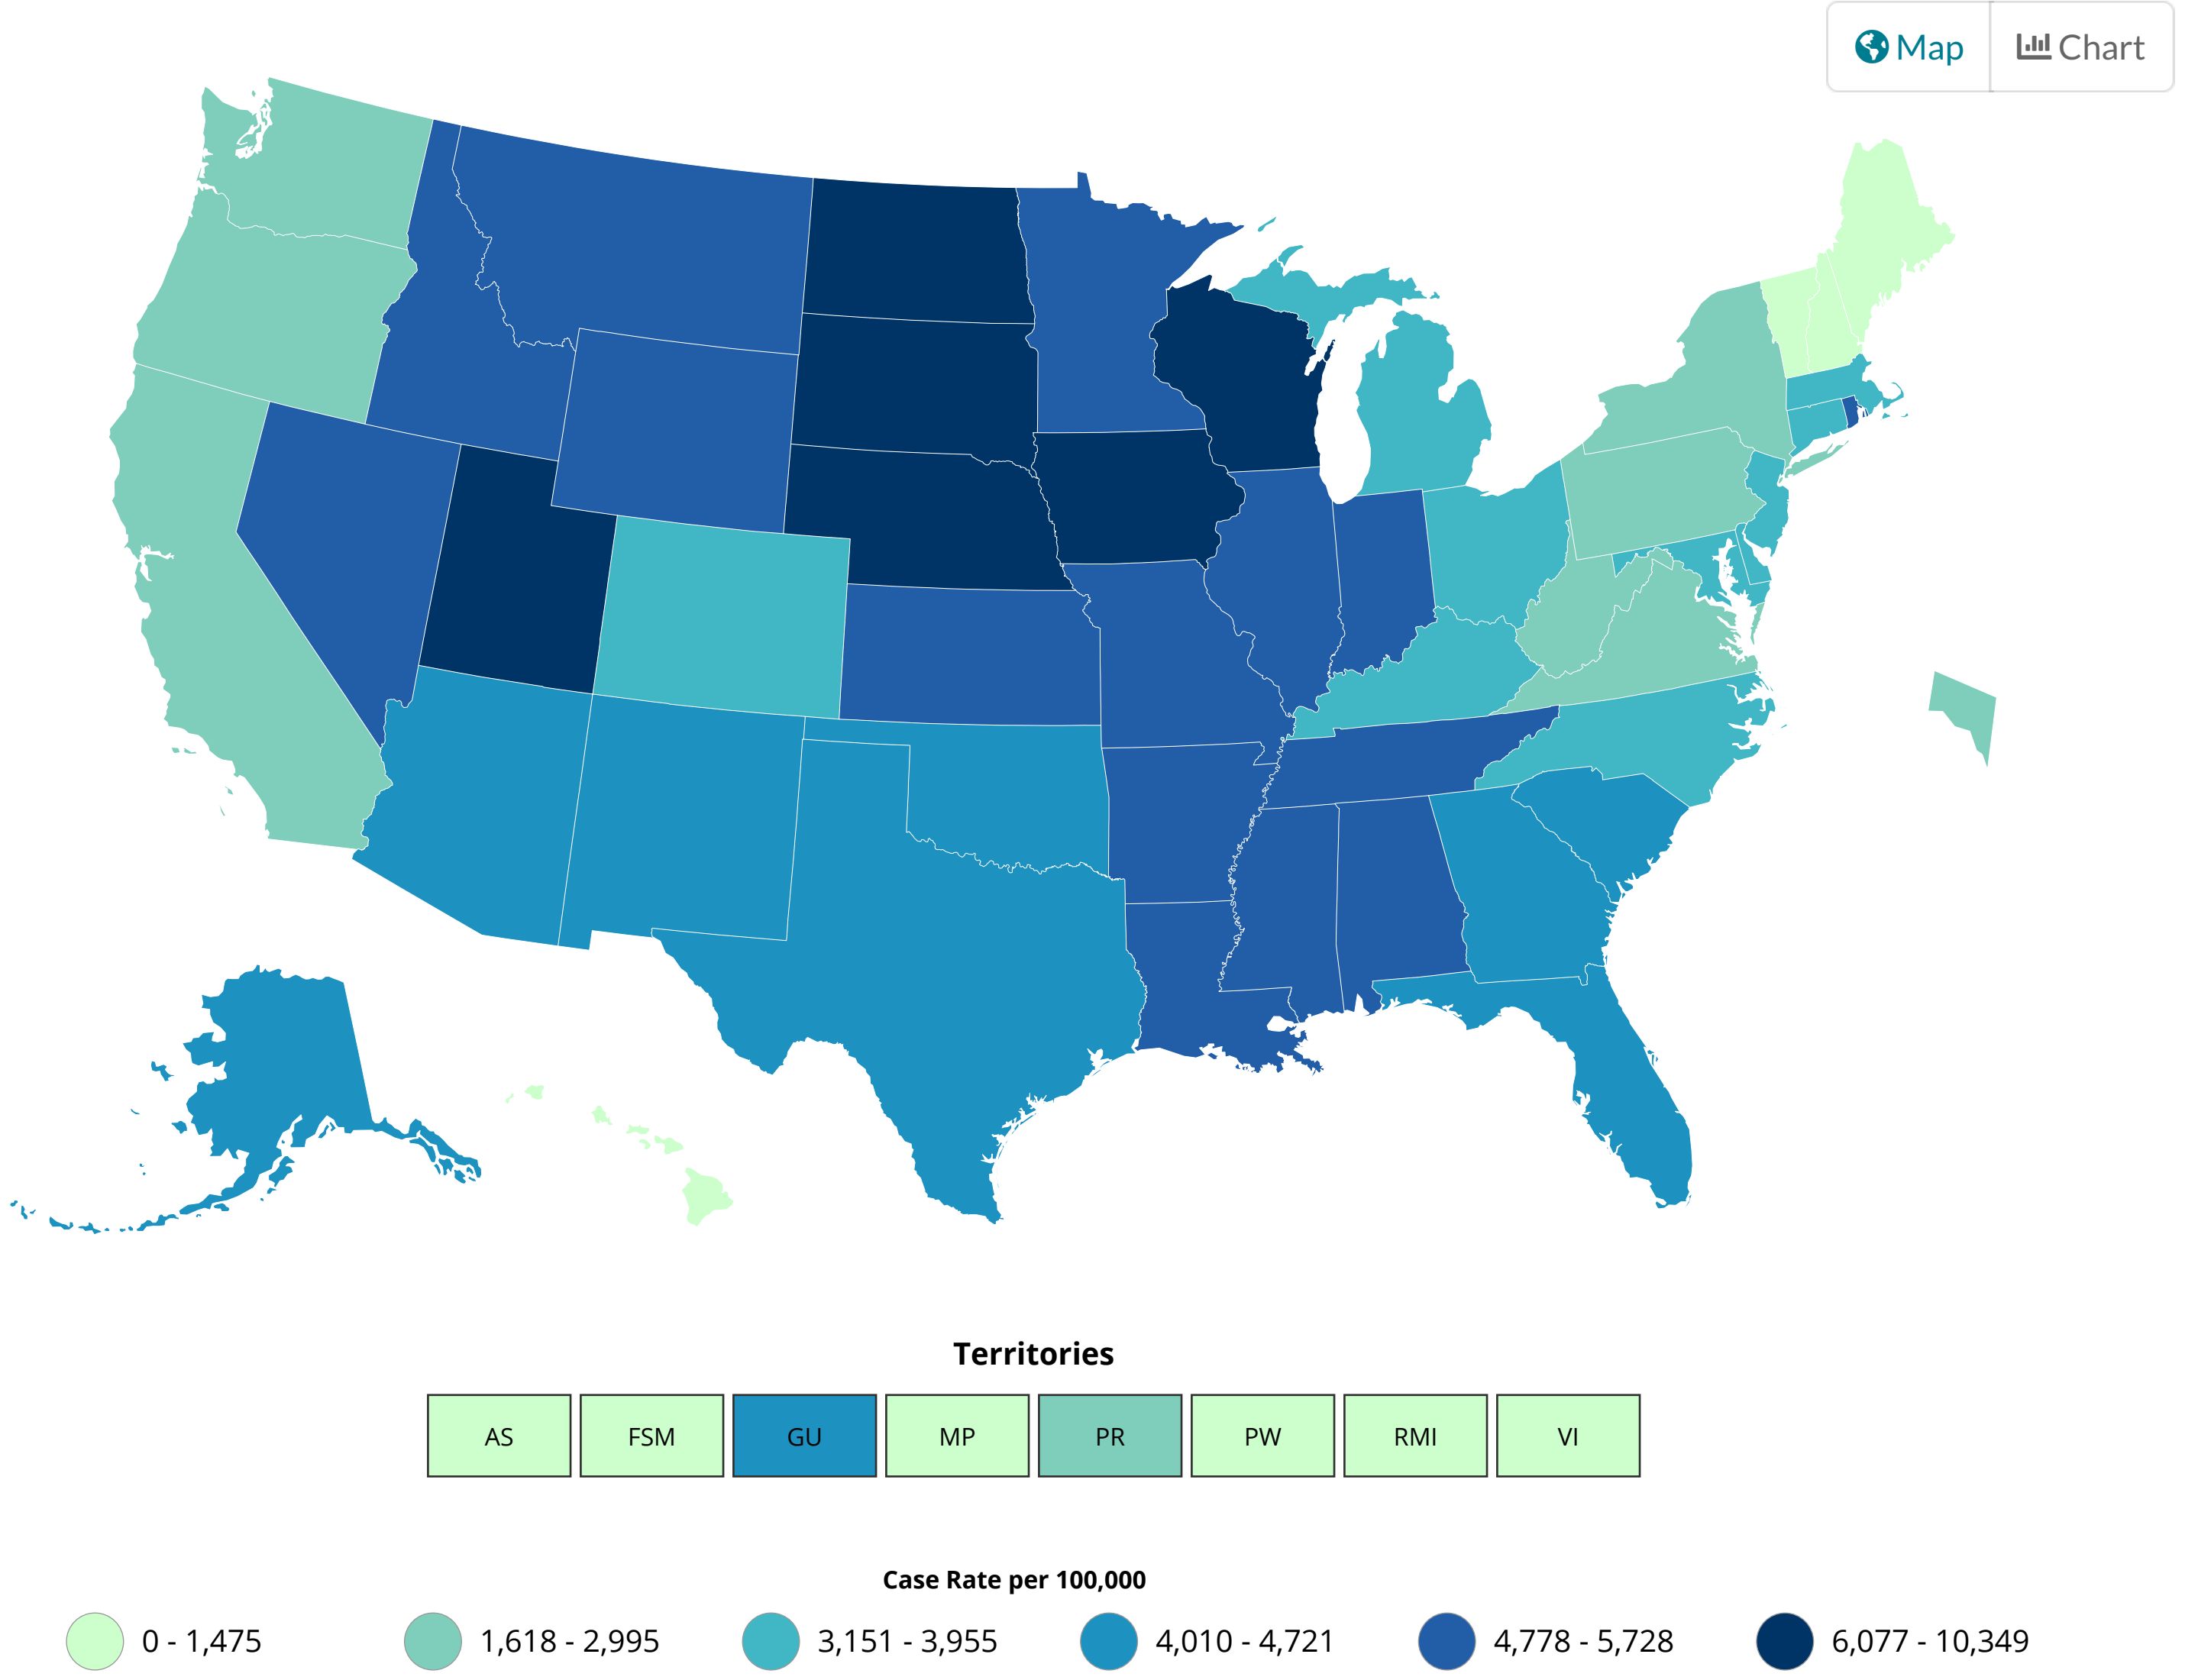 Map Chart
Territories
AS FSM GU MP PR PW RMI VI
Case Rate per 100,000
0 - 1,475 1,618 - 2,995 3,151 - 3,955 4,010 - 4,721 4,778 - 5,728 6,077 - 10,349